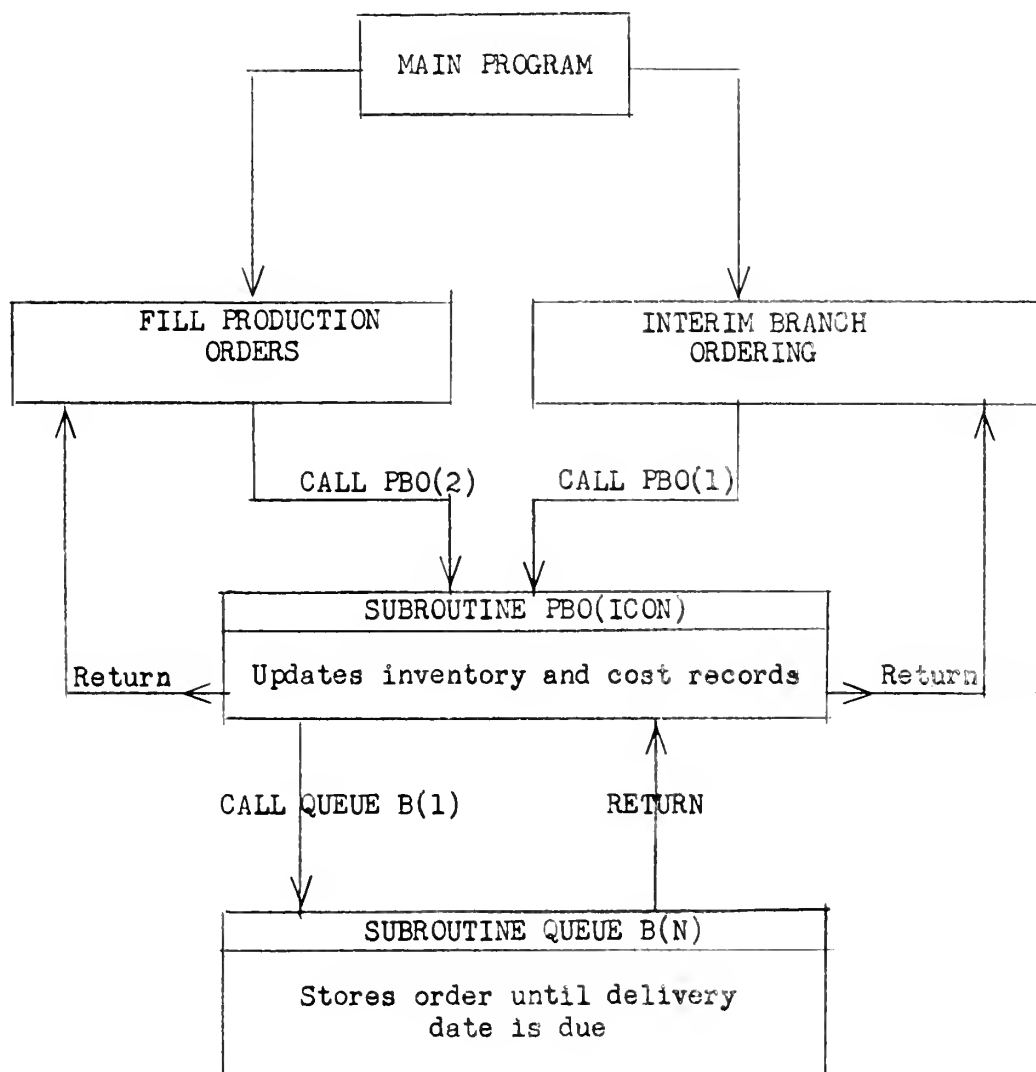 MAIN PROGRAM
FILL PRODUCTION
ORDERS
INTERIM BRANCH
ORDERING
CALL PBO(2)
CALL PBO(1)
SUBROUTINE PBO(ICON)
Return
Updates inventory and cost records
Return
CALL QUEUE B(1)
RETURN
SUBROUTINE QUEUE B(N)
Stores order until delivery
date is due